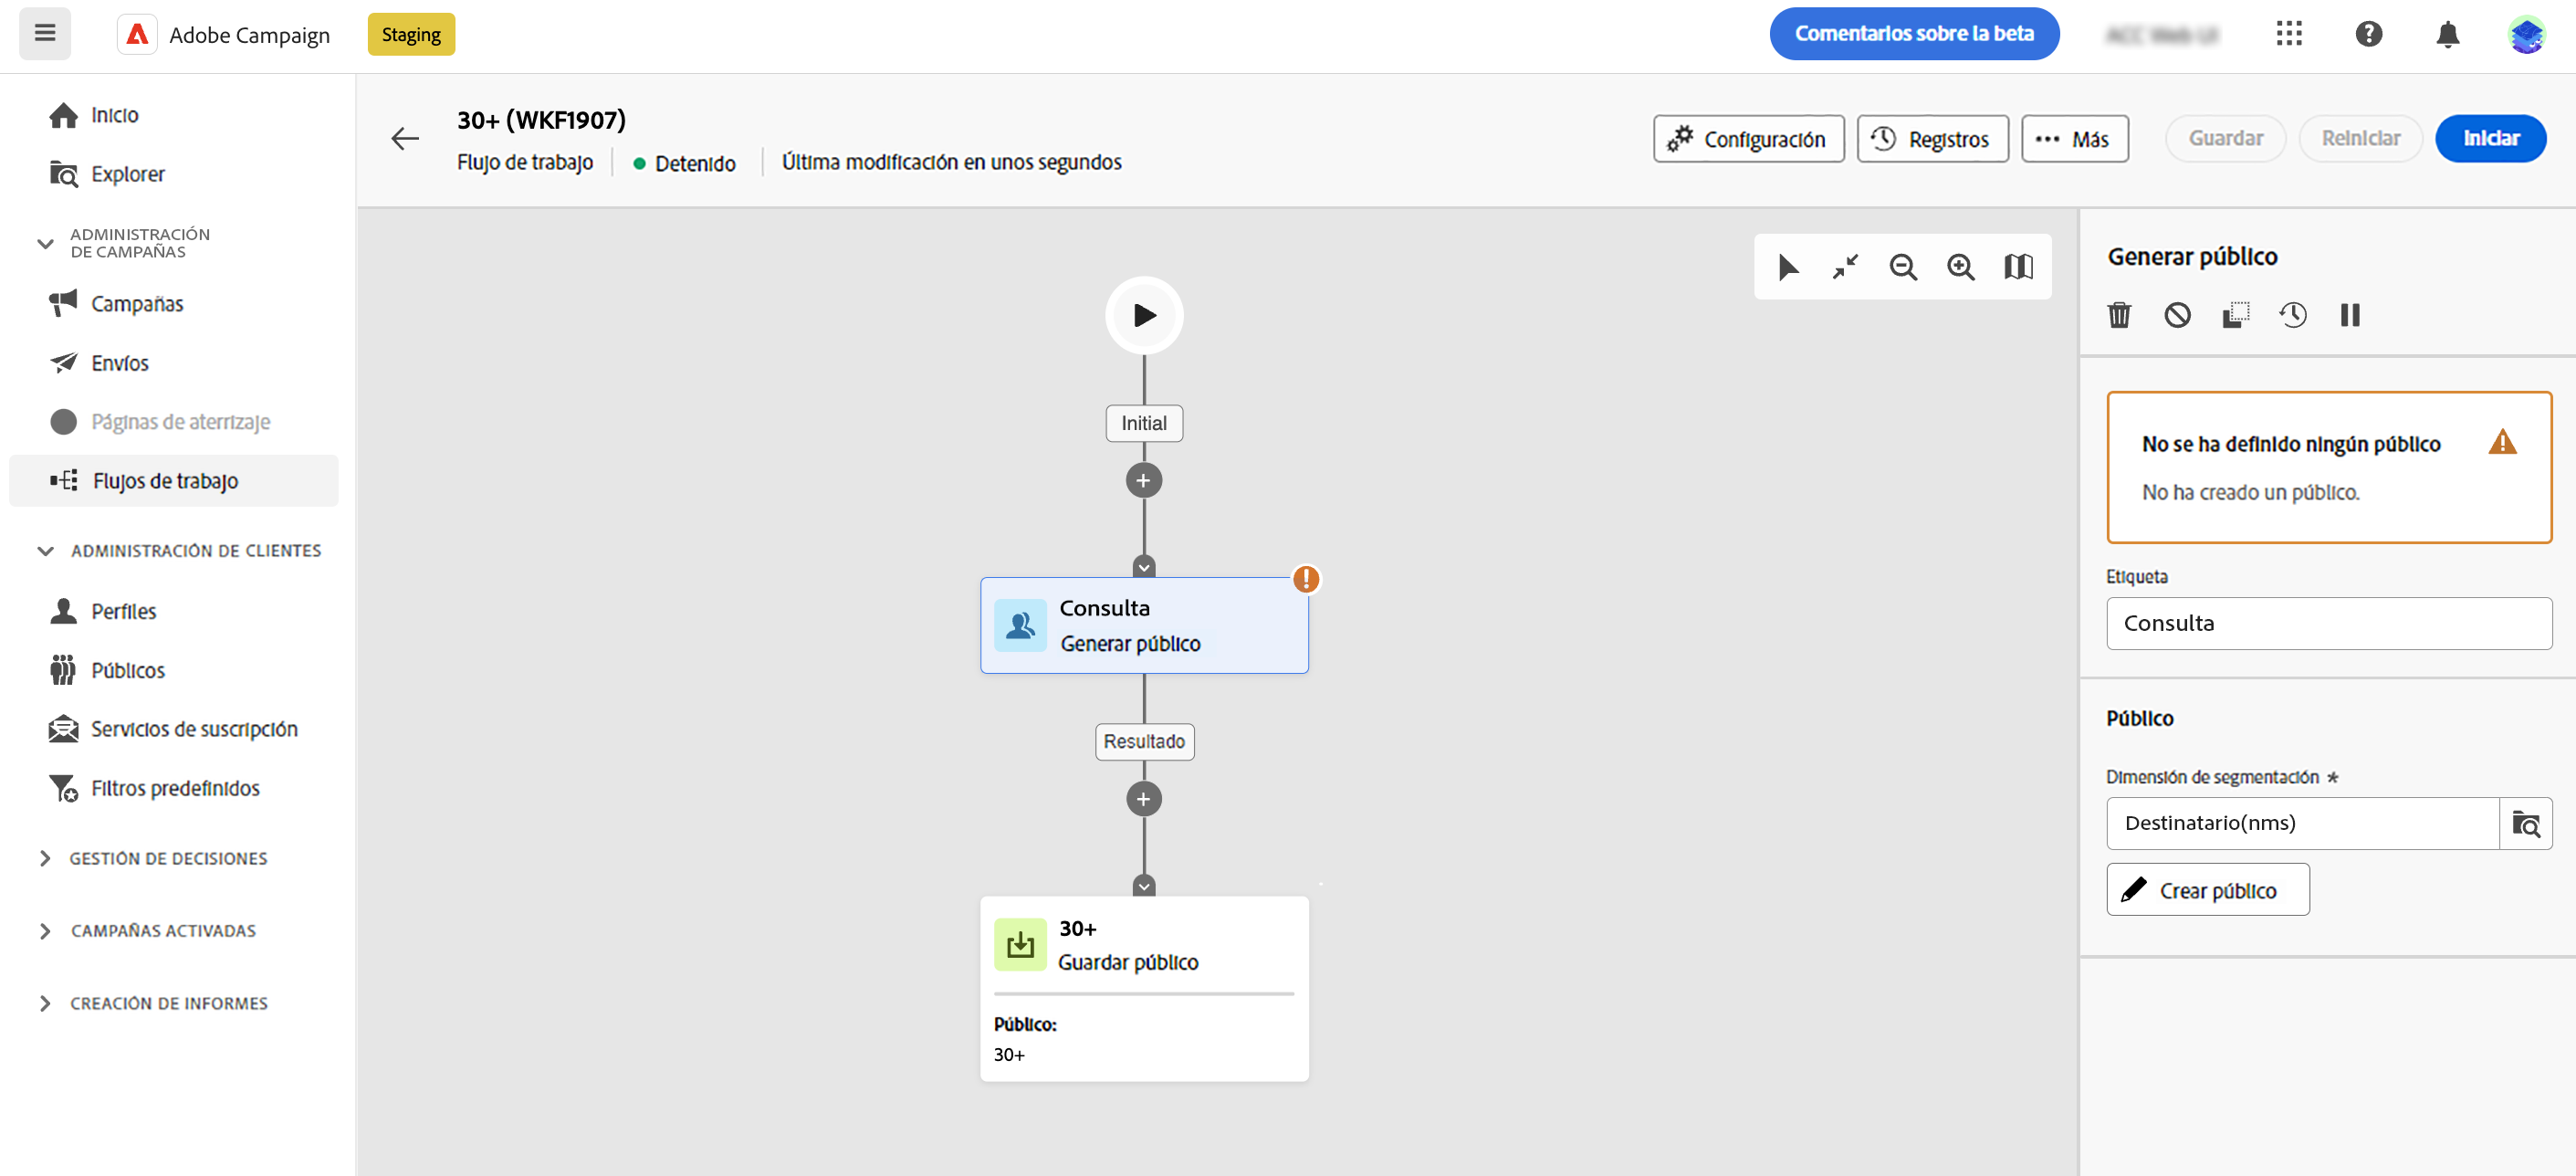 Adobe Campaign
Staging
Comentarios sobre la beta
30+ (WKF1907)
Flujo de trabajo
Detenido
Última modificación en unos segundos
Configuración
Registros
Más
Guardar
Reiniciar
Iniciar
Inicio
Explorer
ADMINISTRACIÓN
DE CAMPAÑAS
Campañas
Envíos
Páginas de aterrizaje
Flujos de trabajo
ADMINISTRACIÓN DE CLIENTES
Perfiles
Públicos
Servicios de suscripción
Filtros predefinidos
GESTIÓN DE DECISIONES
CAMPAÑAS ACTIVADAS
CREACIÓN DE INFORMES
Initial
Consulta
Generar público
Resultado
30+
Guardar público
Público:
30+
Generar público
No se ha definido ningún público
No ha creado un público.
Etiqueta
Consulta
Público
Dimensión de segmentación *
Destinatario(nms)
Crear público